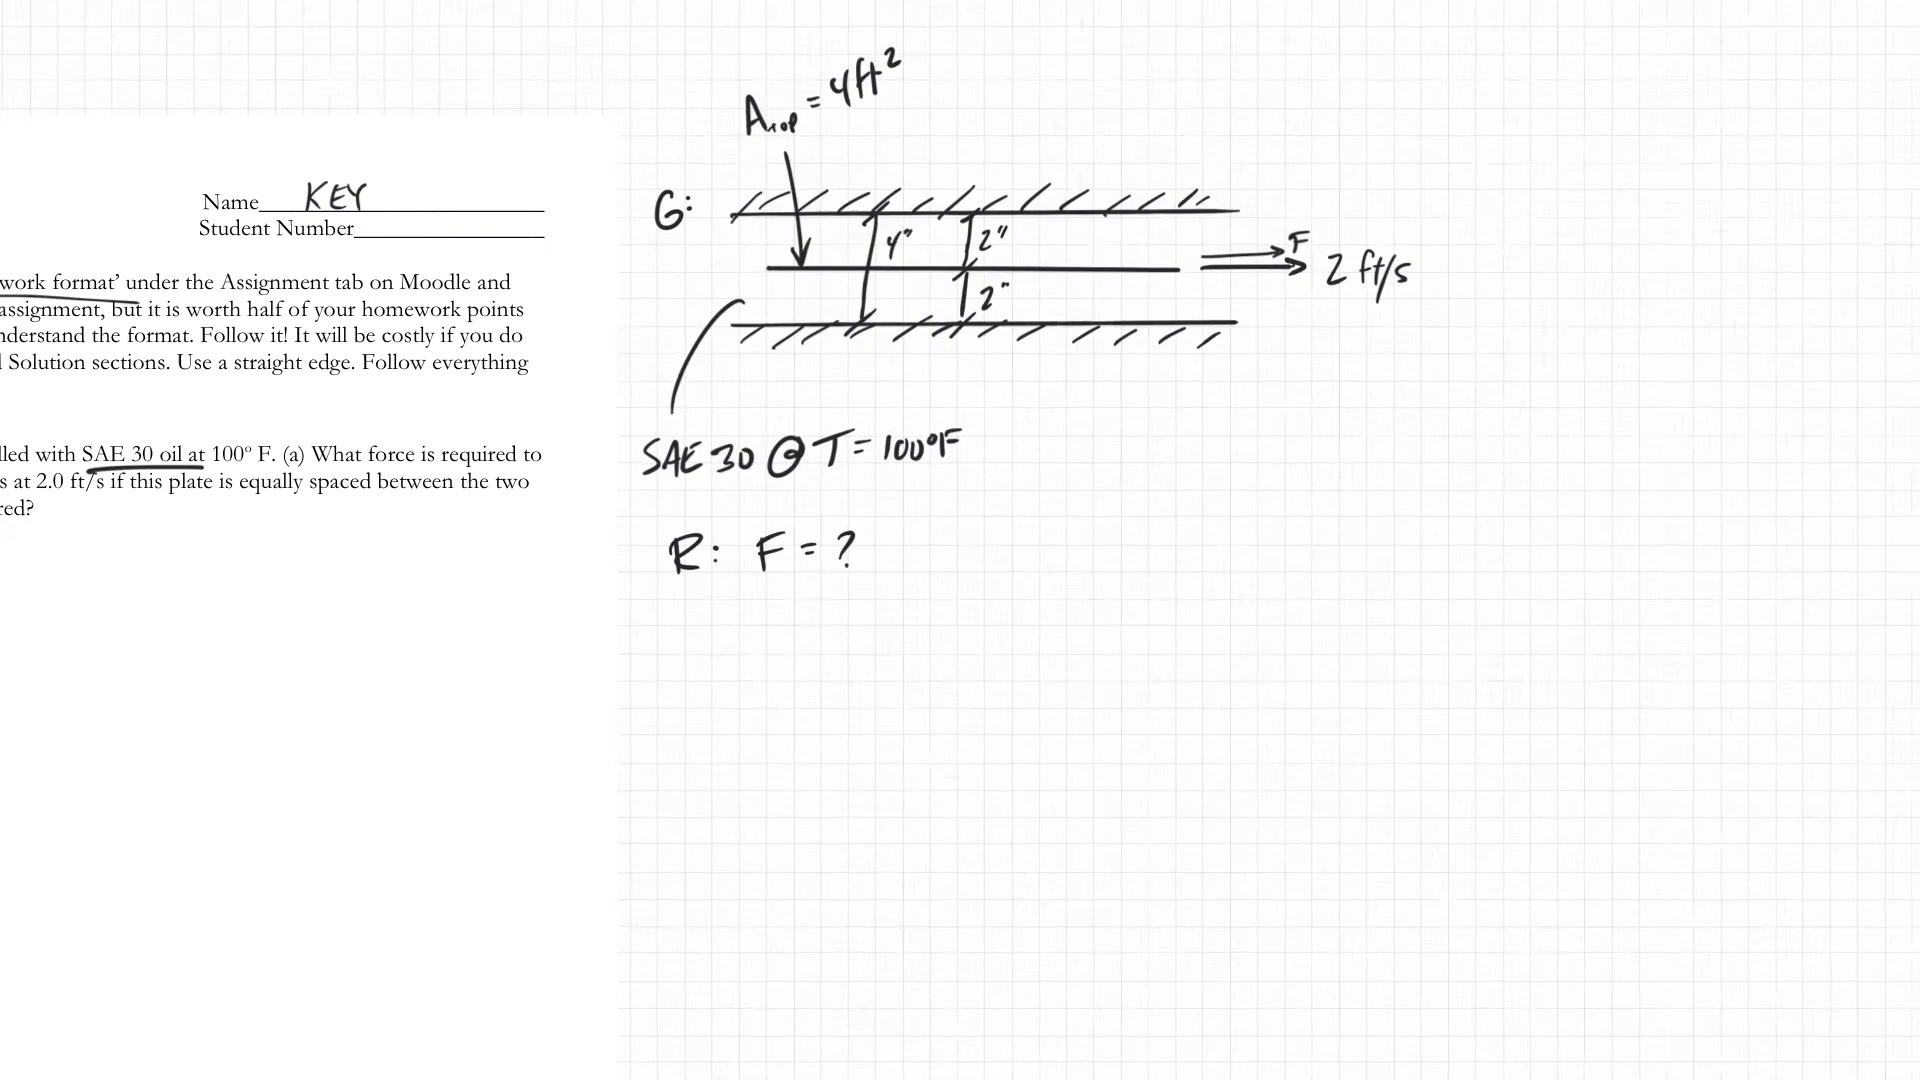 Name KEY
Student Number
work format’ under the Assignment tab on Moodle and
assignment, but it is worth half of your homework points
nderstand the format. Follow it! It will be costly if you do
Solution sections. Use a straight edge. Follow everything
lled with SAE 30 oil at 100° F. (a) What force is required to
s at 2.0 ft/s if this plate is equally spaced between the two
red?
A = 4ft²
G:
4"
2"
2"
F
2 ft/s
SAE 30 @ T = 100°F
R: F = ?